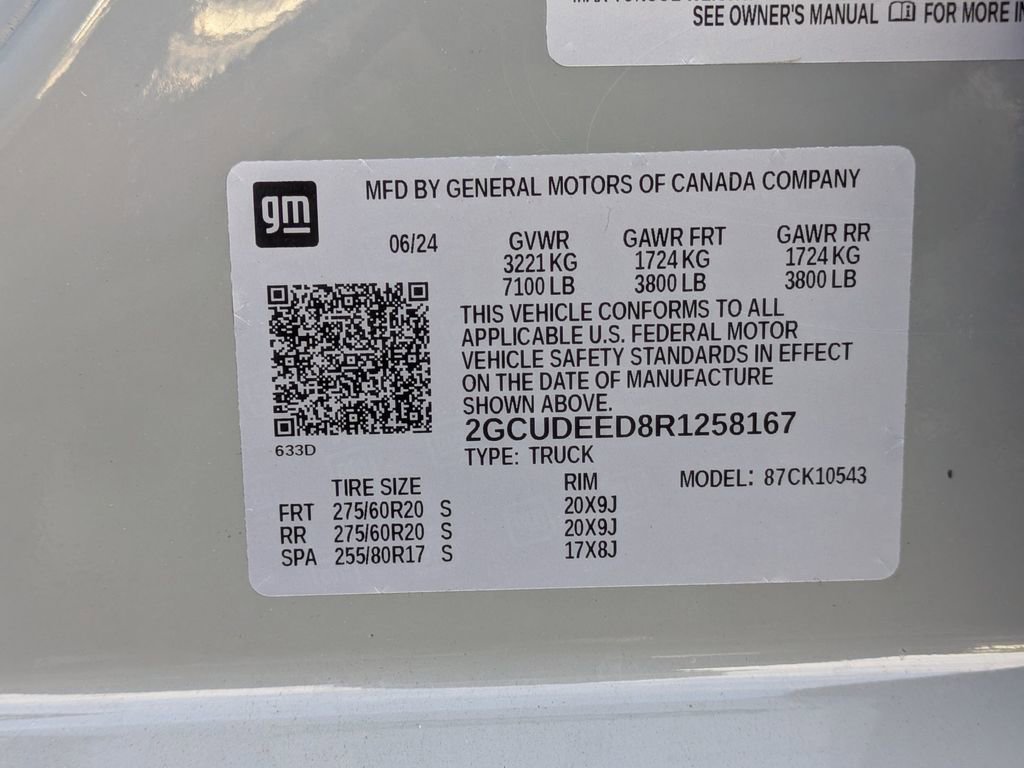 SEE OWNER'S MANUAL FOR MORE
gm
MFD BY GENERAL MOTORS OF CANADA COMPANY
06/24 GVWR GAWR FRT GAWR RR
3221 KG 1724 KG 1724 KG
7100 LB 3800 LB 3800 LB
THIS VEHICLE CONFORMS TO ALL
APPLICABLE U.S. FEDERAL MOTOR
VEHICLE SAFETY STANDARDS IN EFFECT
ON THE DATE OF MANUFACTURE
SHOWN ABOVE.
2GCUDEED8R1258167
633D
TYPE: TRUCK
TIRE SIZE RIM MODEL: 87CK10543
FRT 275/60R20 S 20X9J
RR 275/60R20 S 20X9J
SPA 255/80R17 S 17X8J